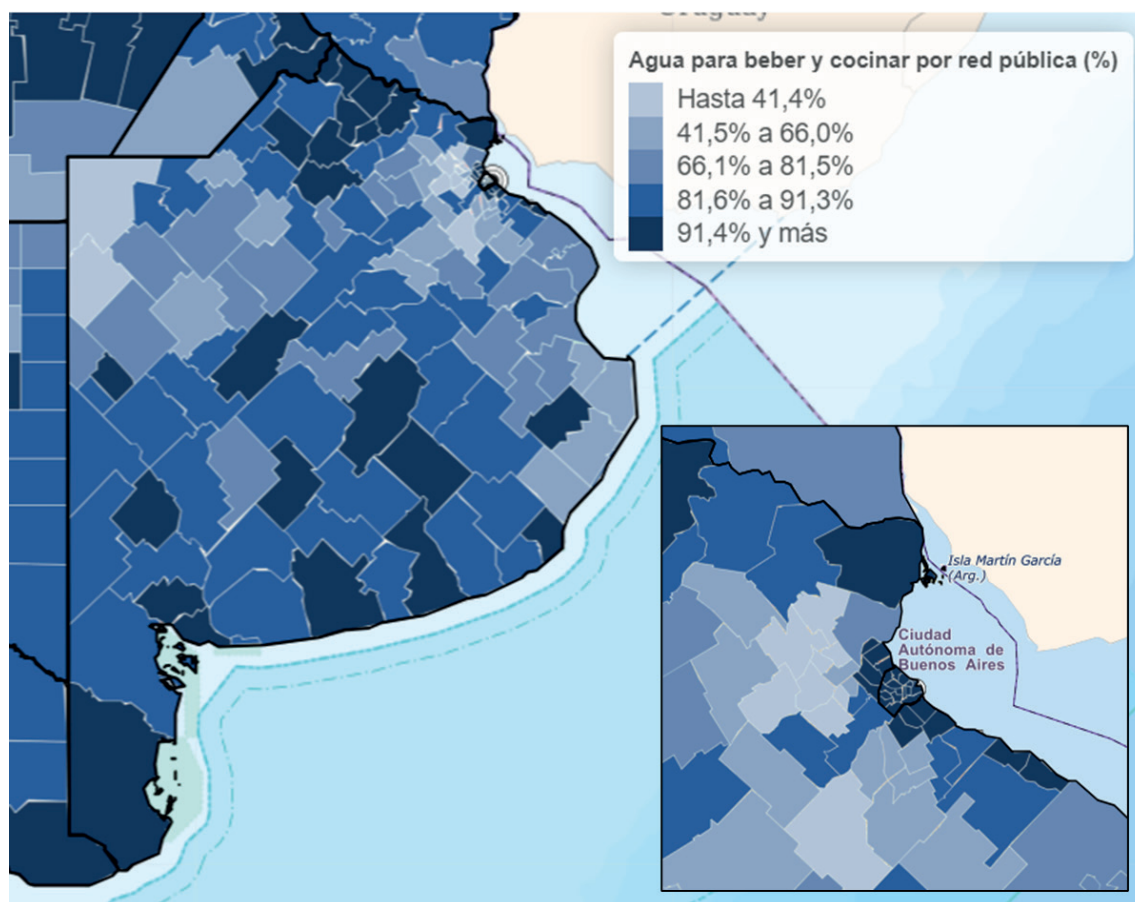 Uruguay
Agua para beber y cocinar por red pública (%)
Hasta 41,4%
41,5% a 66,0%
66,1% a 81,5%
81,6% a 91,3%
91,4% y más
Isla Martín García
(Arg.)
Ciudad
Autónoma de
Buenos Aires